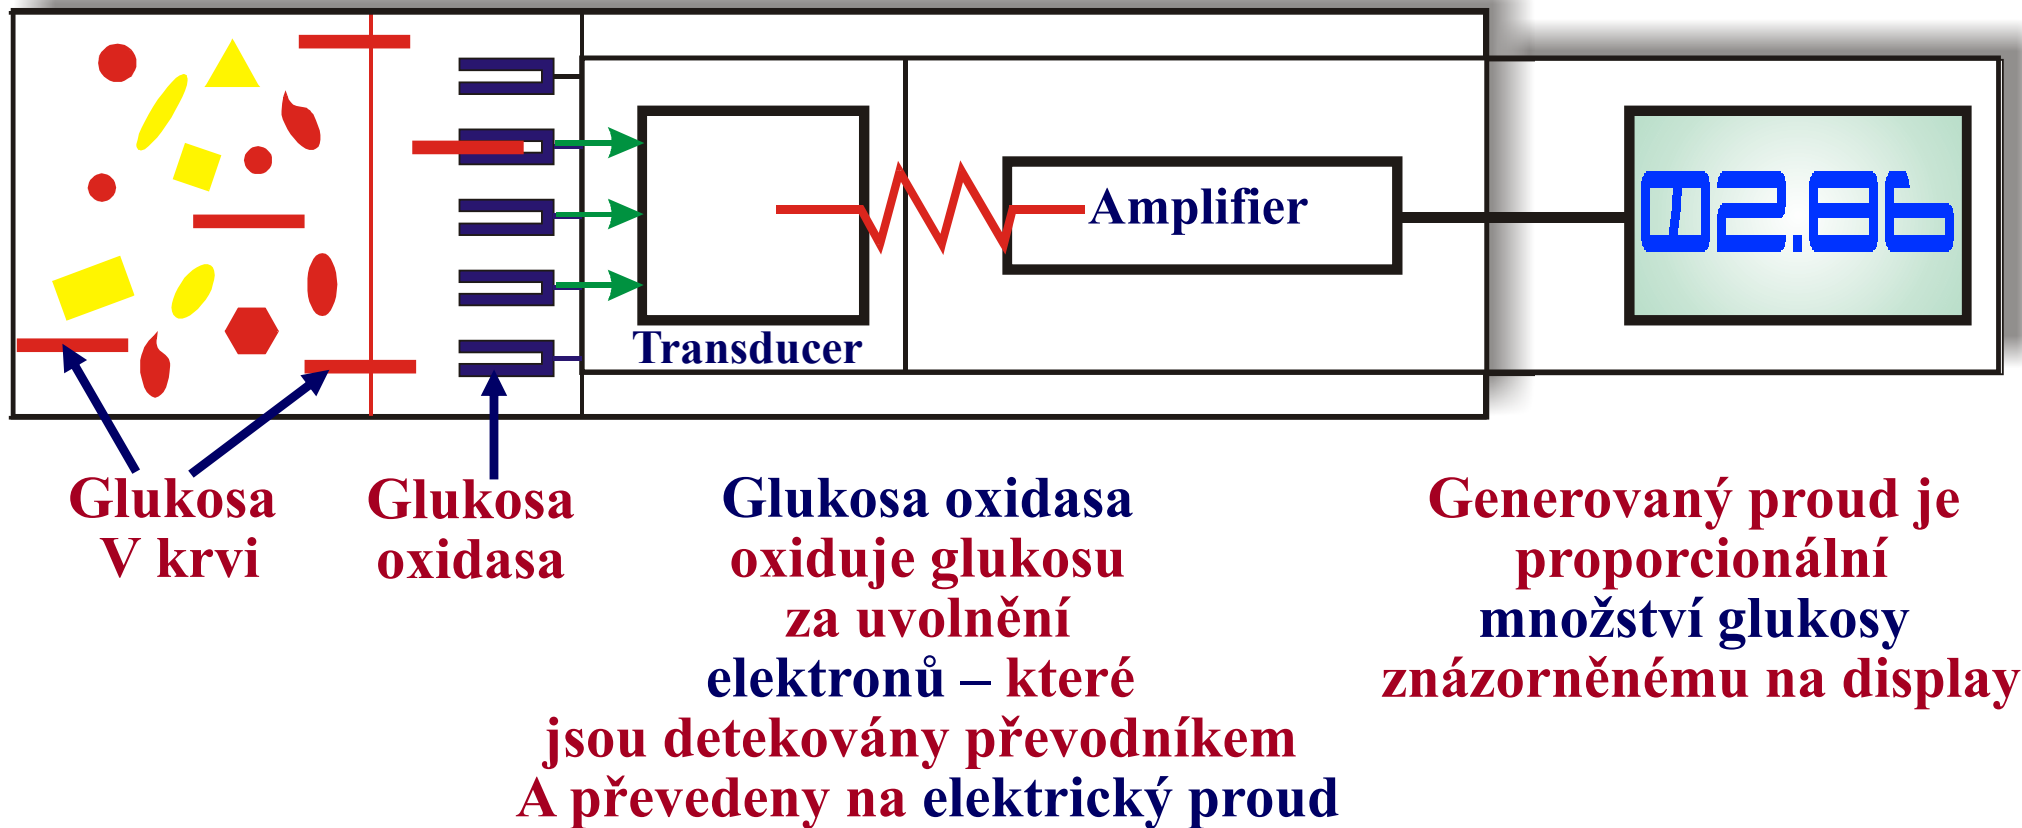 02.86
Amplifier
Transducer
Glukosa
V krvi
Glukosa
oxidasa
Glukosa oxidasa
oxiduje glukosu
za uvolnění
elektronů – které
jsou detekovány převodníkem
A převedeny na elektrický proud
Generovaný proud je
proporcionální
množství glukosy
znázorněnému na display